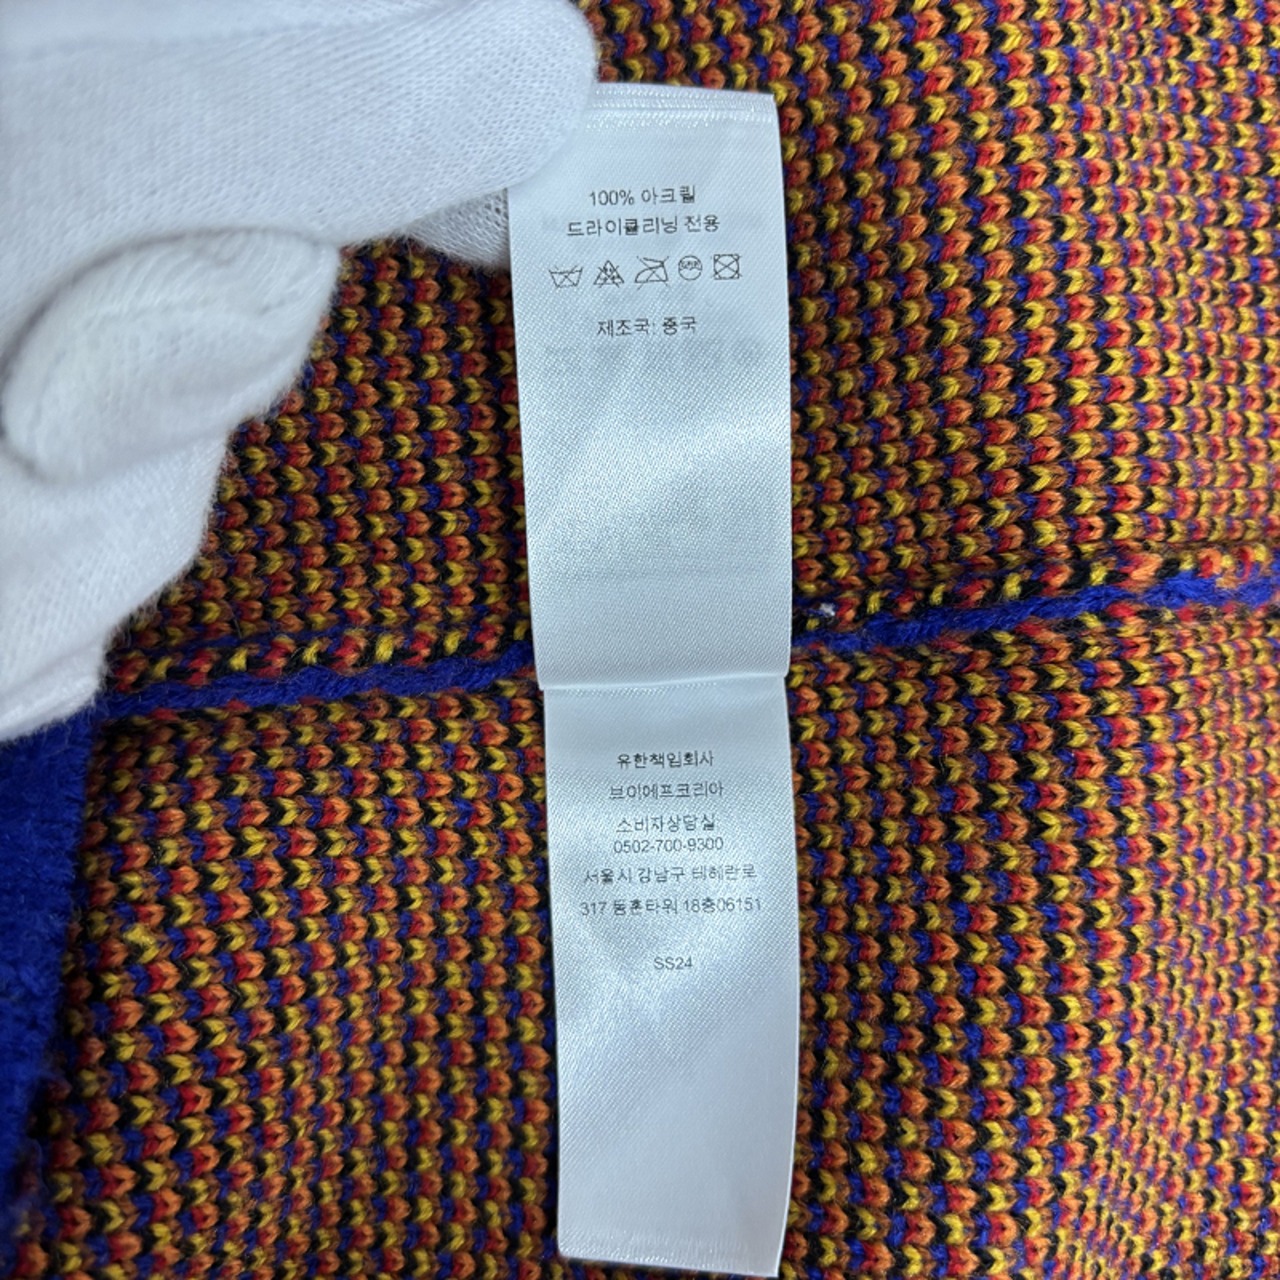 100% 아크릴
드라이클리닝 전용
제조국: 중국
유한책임회사
브이에프코리아
소비자상담실
0502-700-9300
서울시 강남구 테헤란로
317 동훈타워 18층06151
SS24